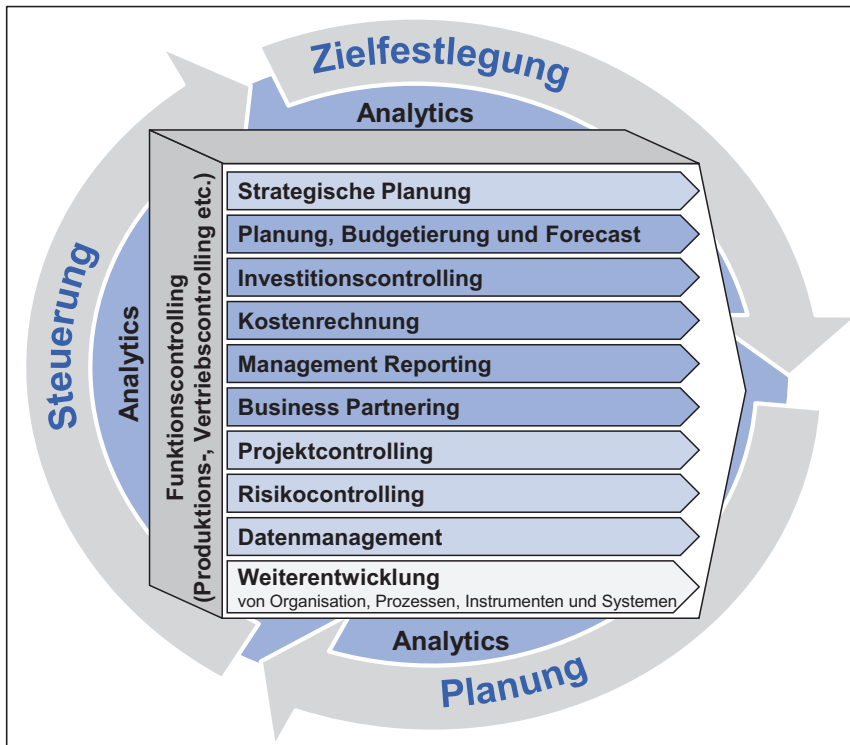 Zielfestlegung
Analytics
Steuerung
Analytics
Funktionscontrolling
(Produktions-, Vertriebscontrolling etc.)
Strategische Planung
Planung, Budgetierung und Forecast
Investitionscontrolling
Kostenrechnung
Management Reporting
Business Partnering
Projektcontrolling
Risikocontrolling
Datenmanagement
Weiterentwicklung
von Organisation, Prozessen, Instrumenten und Systemen
Analytics
Planung